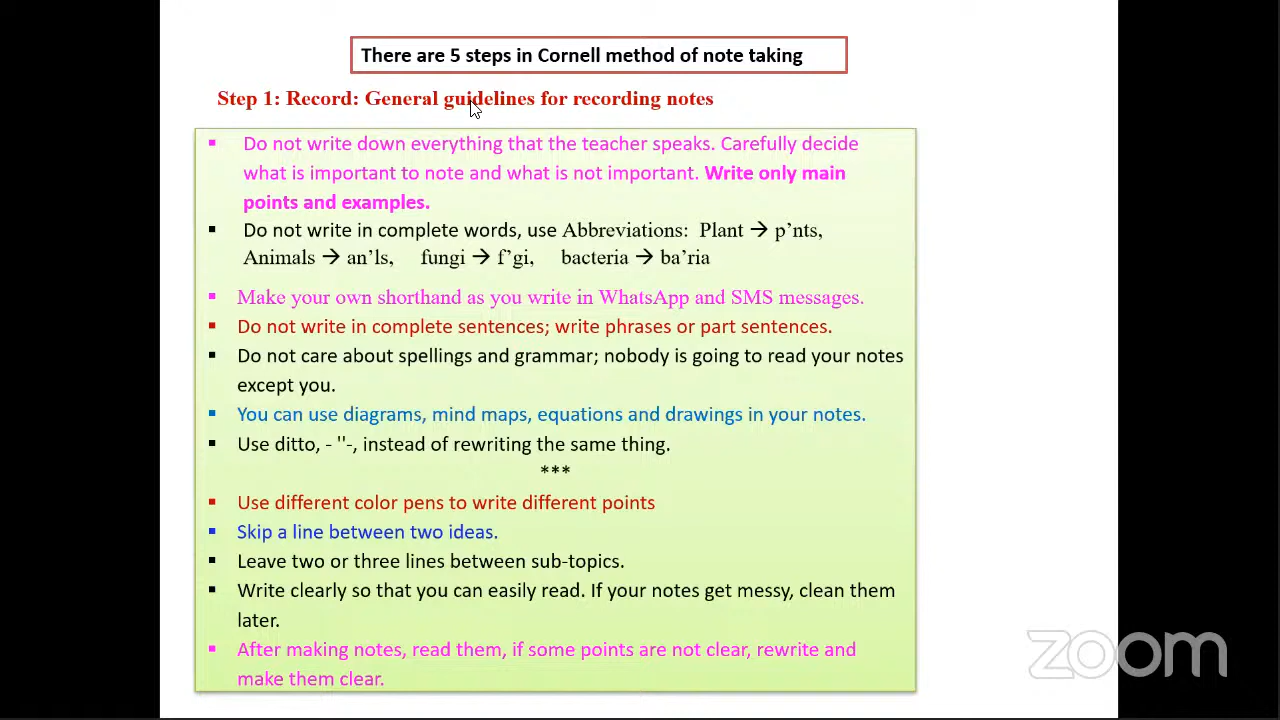 There are 5 steps in Cornell method of note taking
Step 1: Record: General guidelines for recording notes
▪ Do not write down everything that the teacher speaks. Carefully decide
what is important to note and what is not important. Write only main
points and examples.
▪ Do not write in complete words, use Abbreviations: Plant → p’nts,
Animals → an’ls, fungi → f’gi, bacteria → ba’ria
▪ Make your own shorthand as you write in WhatsApp and SMS messages.
▪ Do not write in complete sentences; write phrases or part sentences.
▪ Do not care about spellings and grammar; nobody is going to read your notes
except you.
▪ You can use diagrams, mind maps, equations and drawings in your notes.
▪ Use ditto, - "-, instead of rewriting the same thing.
***
▪ Use different color pens to write different points
▪ Skip a line between two ideas.
▪ Leave two or three lines between sub-topics.
▪ Write clearly so that you can easily read. If your notes get messy, clean them
later.
▪ After making notes, read them, if some points are not clear, rewrite and
make them clear.
zoom